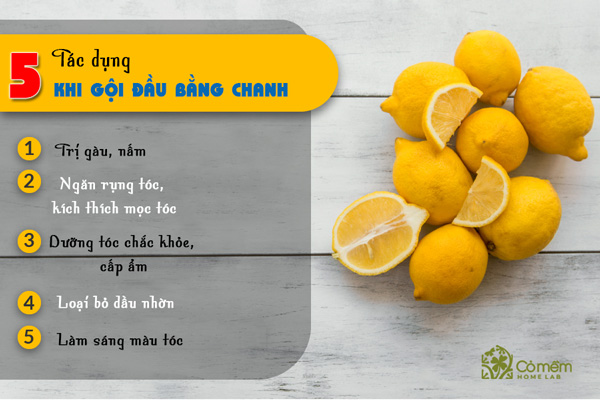 5 Tác dụng
KHI GỘI ĐẦU BẰNG CHANH
1 Trị gàu, nấm
2 Ngăn rụng tóc,
kích thích mọc tóc
3 Dưỡng tóc chắc khỏe,
cấp ẩm
4 Loại bỏ dầu nhờn
5 Làm sáng màu tóc
Cỏ mềm
HOME LAB